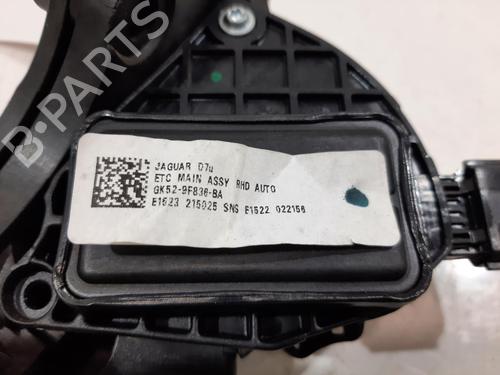 B-PARTS
JAGUAR D7u
ETC MAIN ASSY RHD AUTO
GK52-9F836-BA
E1523 215025 SNS E1522 022156